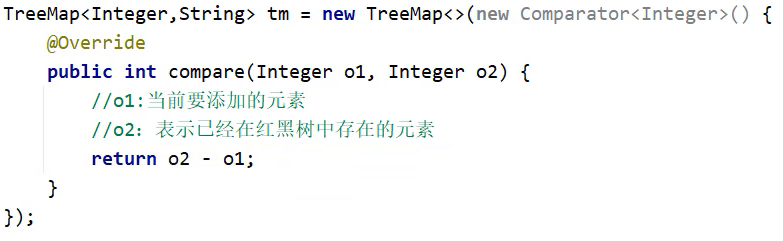 TreeMap<Integer,String> tm = new TreeMap<>(new Comparator<Integer>() {
@Override
public int compare(Integer o1, Integer o2) {
//o1:当前要添加的元素
//o2：表示已经在红黑树中存在的元素
return o2 - o1;
}
});